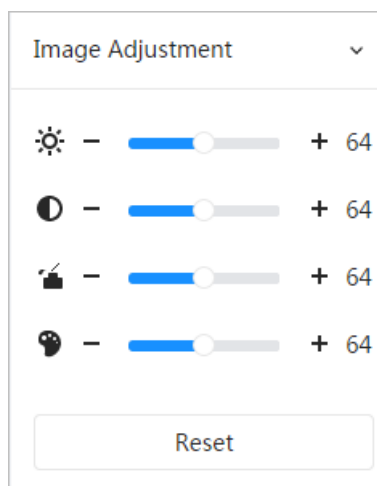 Image Adjustment
− + 64
− + 64
− + 64
− + 64
Reset